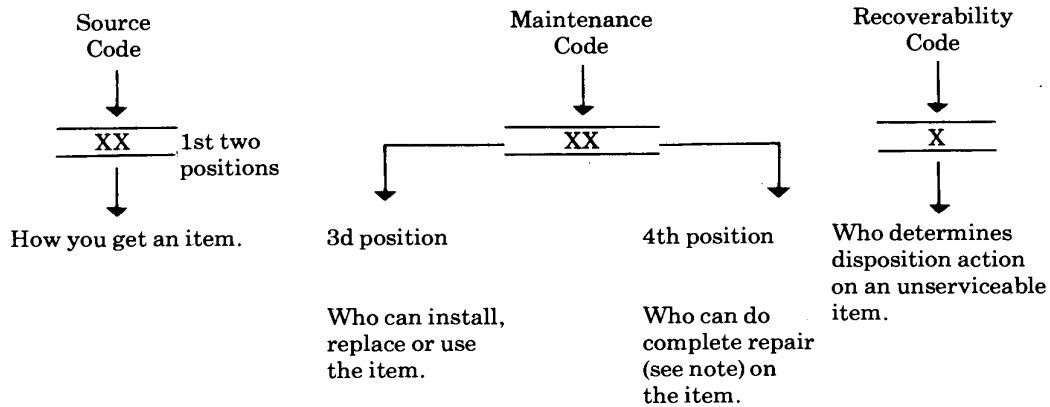 Source
Code
XX
1st two
positions
How you get an item.
Maintenance
Code
XX
3d position
Who can install,
replace or use
the item.
4th position
Who can do
complete repair
(see note) on
the item.
Recoverability
Code
X
Who determines
disposition action
on an unserviceable
item.